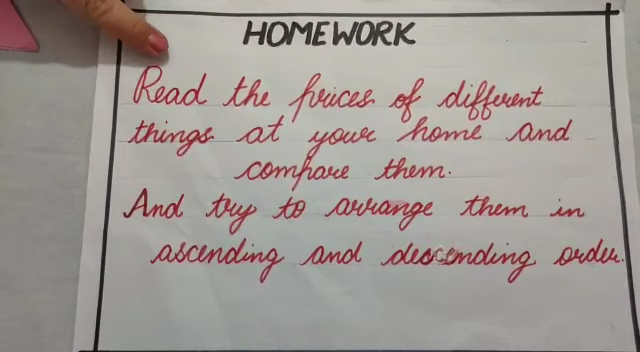 HOMEWORK
Read the prices of different
things at your home and
compare them.
And try to arrange them in
ascending and descending order.